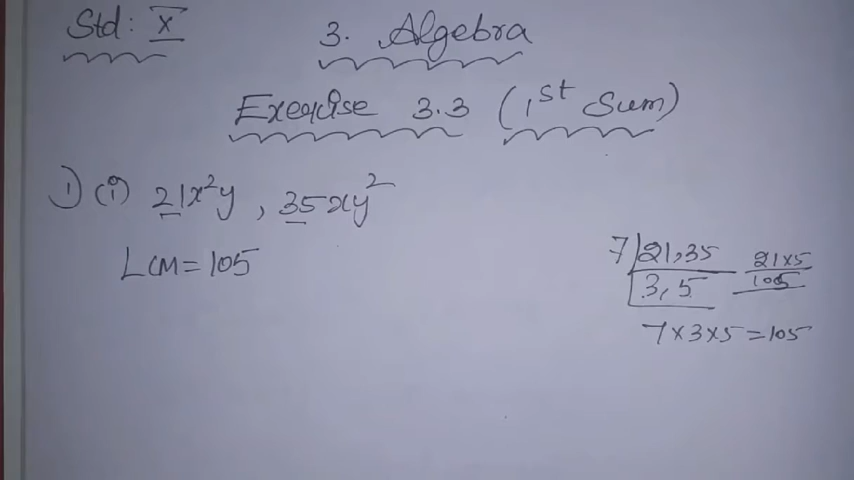 Std: X
3. Algebra
Exercise 3.3 (1st Sum)
1) (i) 21x²y , 35xy²
LCM = 105
7 | 21, 35
3, 5
21 x 5
105
7 x 3 x 5 = 105